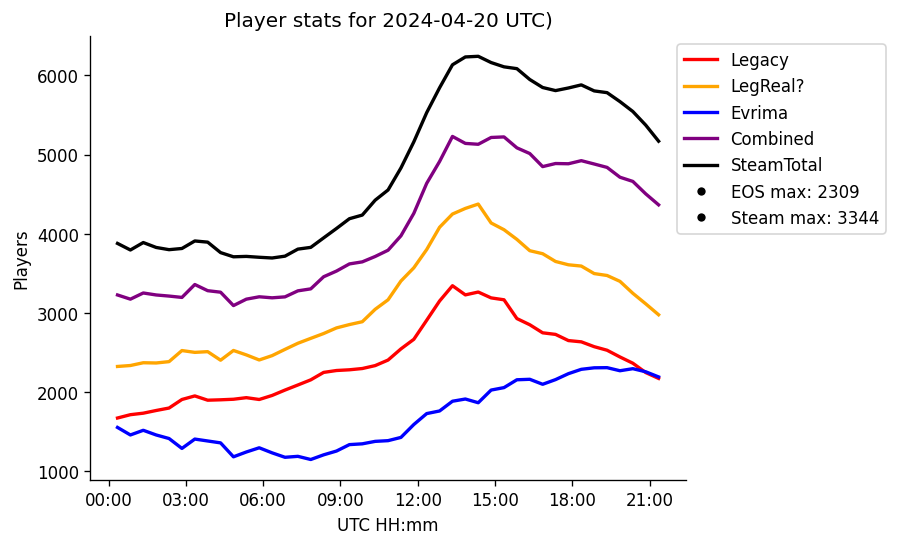 Player stats for 2024-04-20 UTC)
Legacy
LegReal?
Evrima
Combined
SteamTotal
EOS max: 2309
Steam max: 3344
Players
6000
5000
4000
3000
2000
1000
00:00 03:00 06:00 09:00 12:00 15:00 18:00 21:00
UTC HH:mm